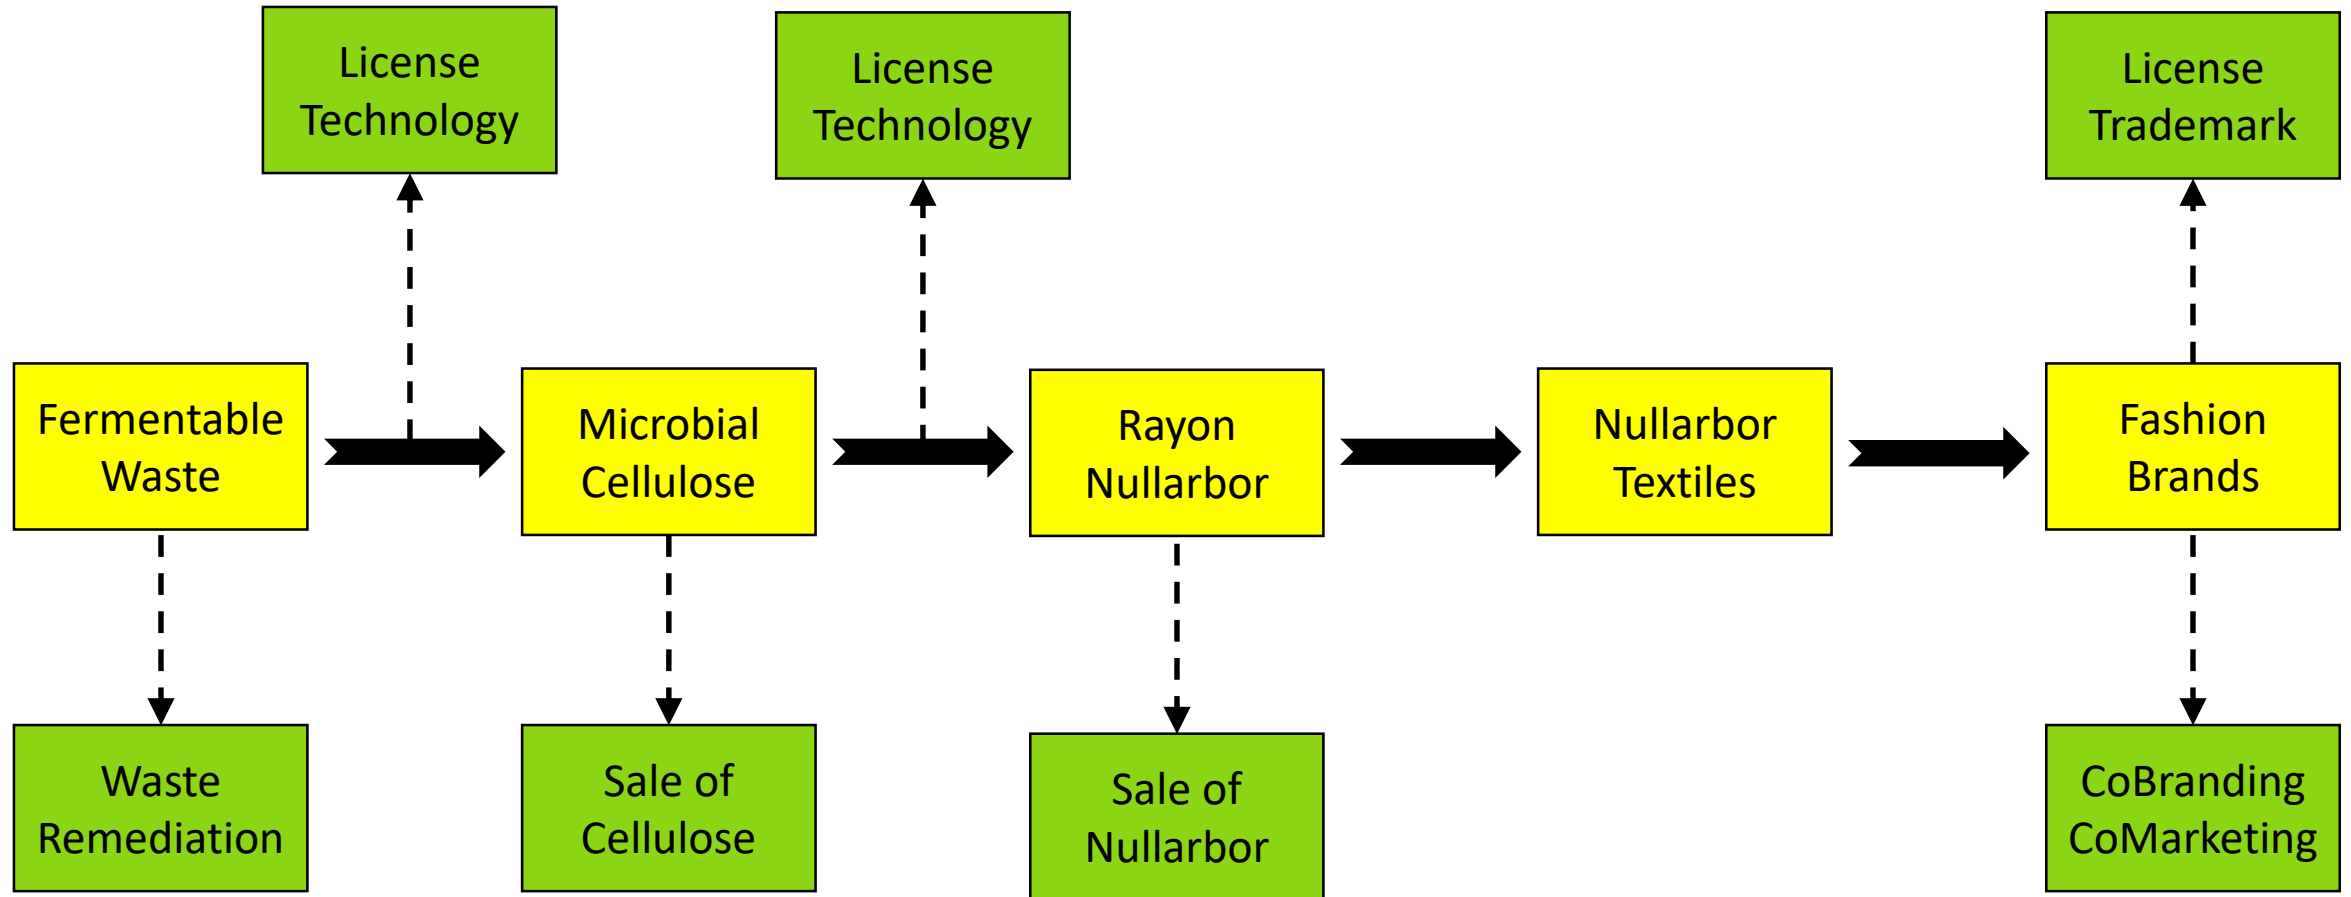 License
Technology
License
Technology
License
Trademark
Fermentable
Waste
Microbial
Cellulose
Rayon
Nullarbor
Nullarbor
Textiles
Fashion
Brands
Waste
Remediation
Sale of
Cellulose
Sale of
Nullarbor
CoBranding
CoMarketing